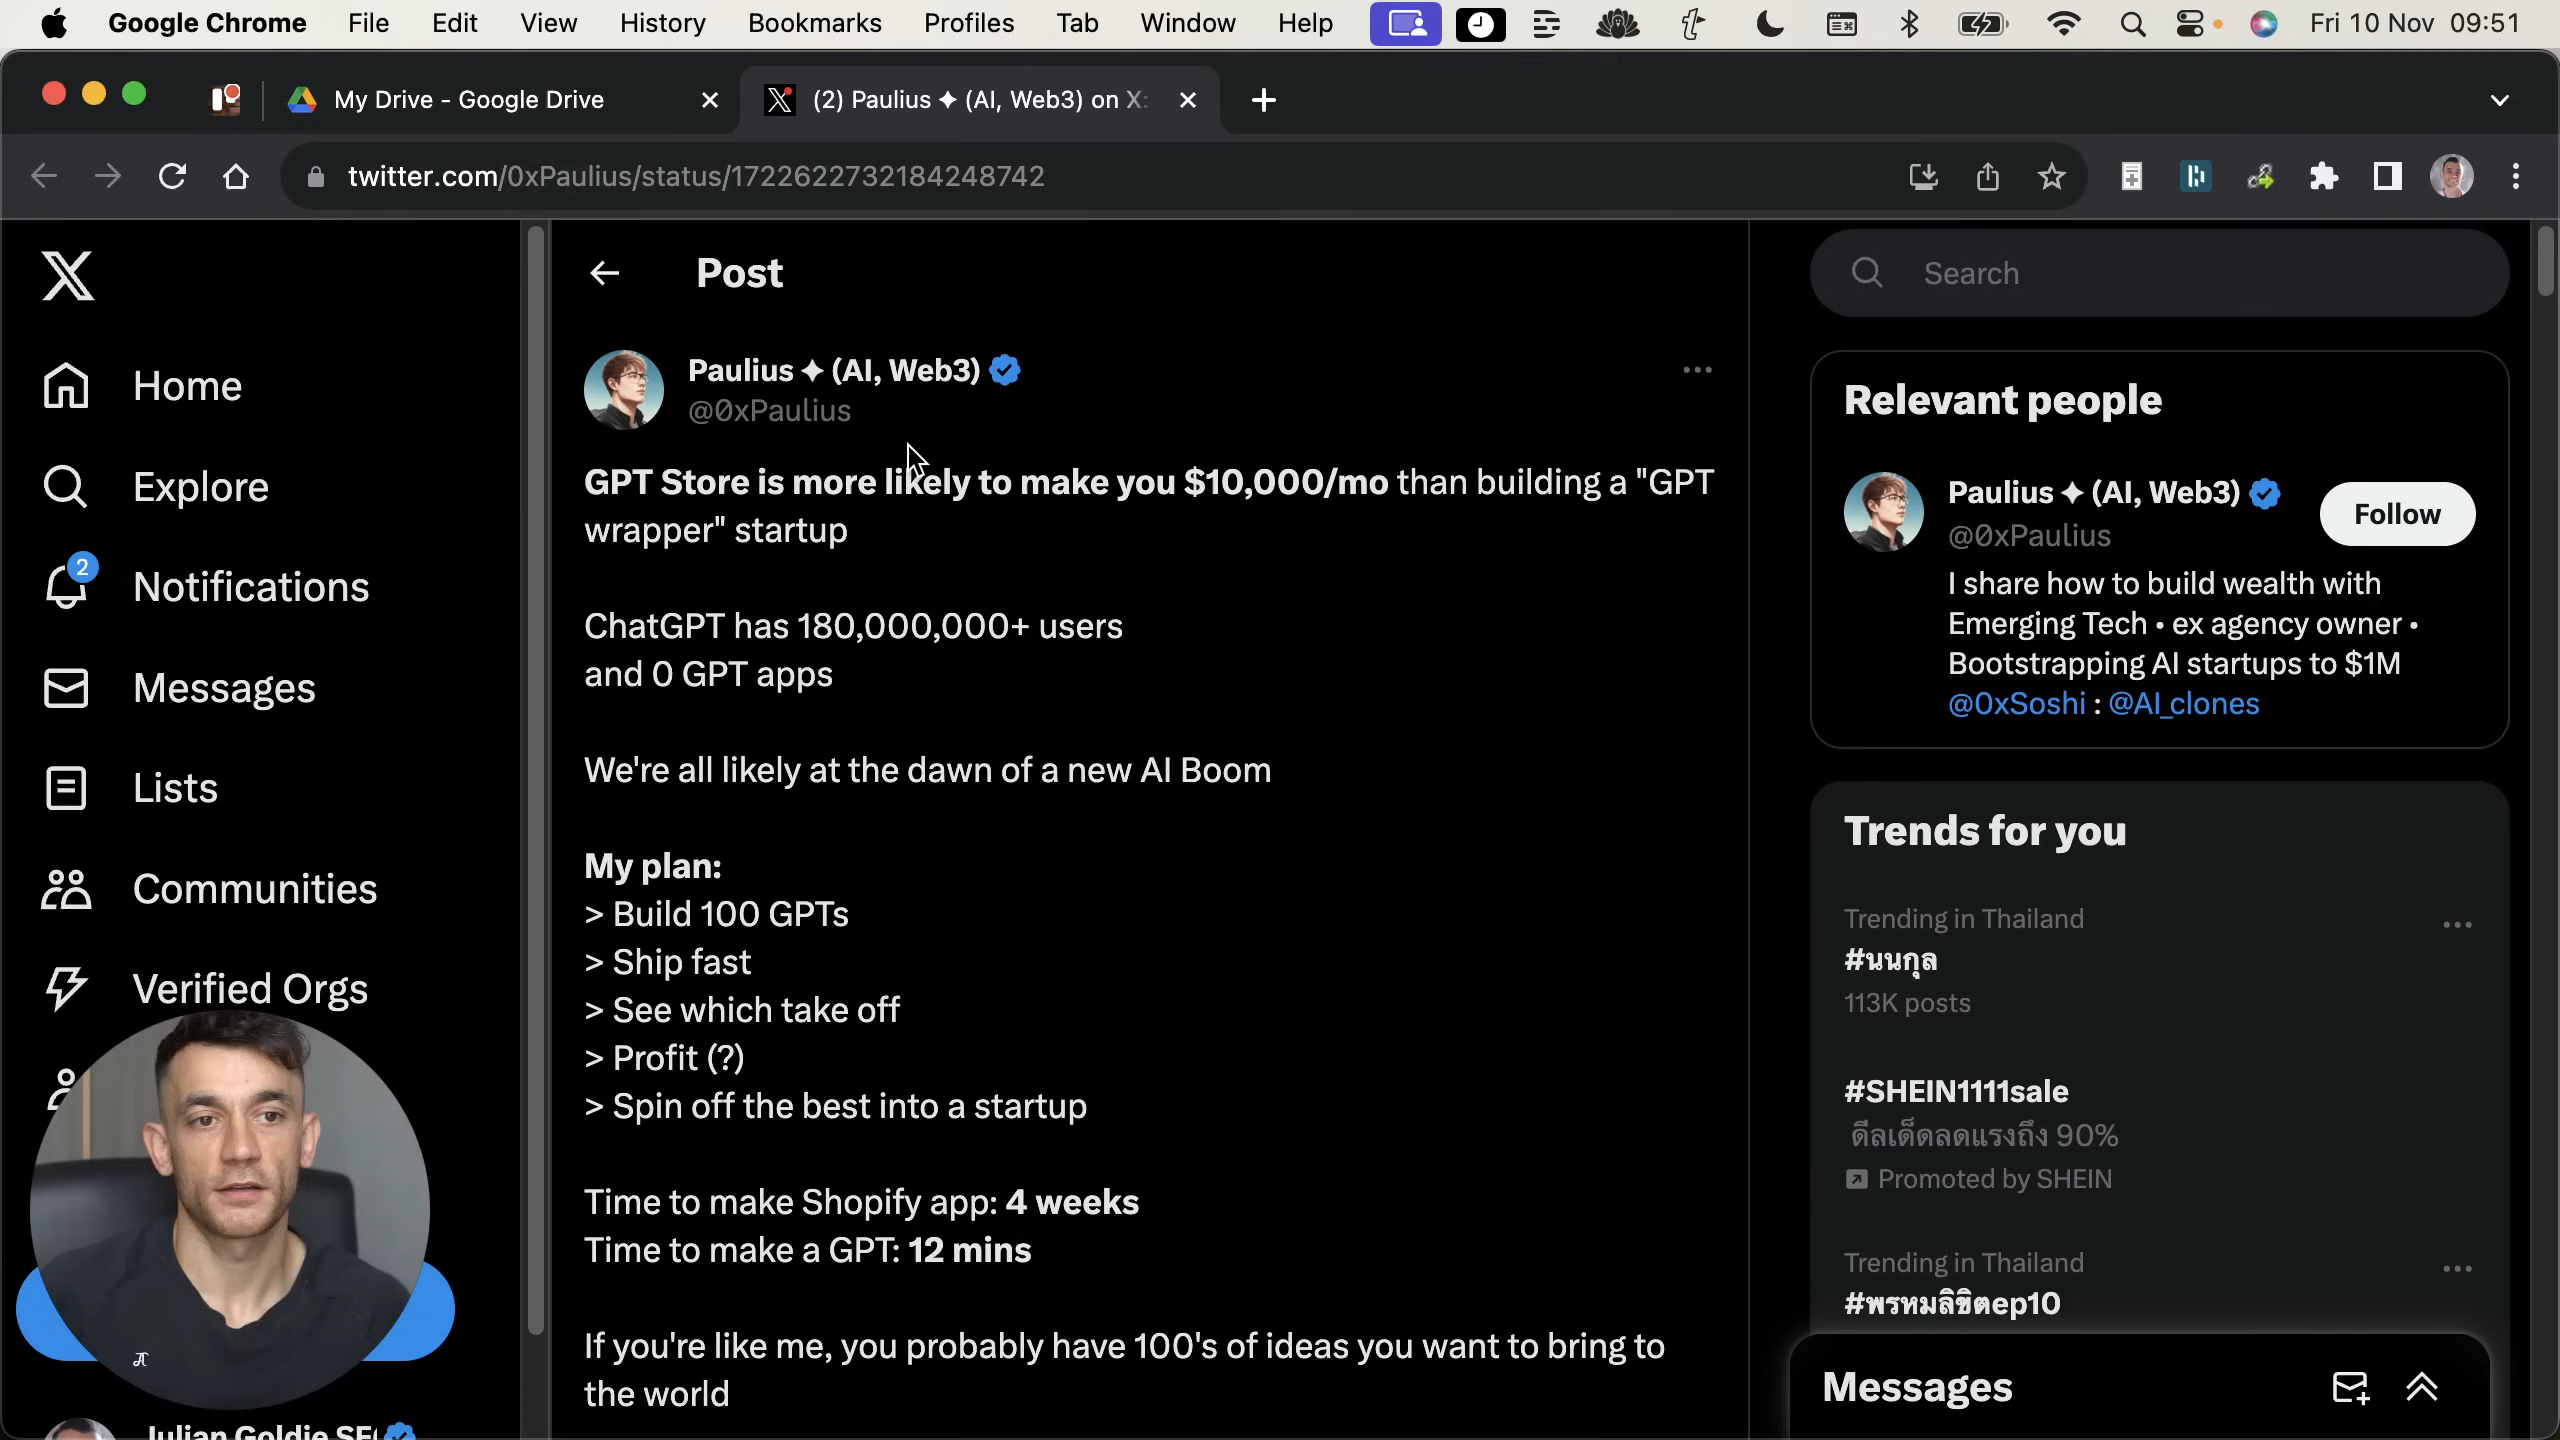 Google Chrome File Edit View History Bookmarks Profiles Tab Window Help Fri 10 Nov 09:51
My Drive - Google Drive
(2) Paulius ✦ (AI, Web3) on X:
twitter.com/0xPaulius/status/1722622732184248742
Home
Explore
2
Notifications
Messages
Lists
Communities
Verified Orgs
Post
Paulius ✦ (AI, Web3)
@0xPaulius
GPT Store is more likely to make you $10,000/mo than building a "GPT
wrapper" startup
ChatGPT has 180,000,000+ users
and 0 GPT apps
We're all likely at the dawn of a new AI Boom
My plan:
> Build 100 GPTs
> Ship fast
> See which take off
> Profit (?)
> Spin off the best into a startup
Time to make Shopify app: 4 weeks
Time to make a GPT: 12 mins
If you're like me, you probably have 100's of ideas you want to bring to
the world
Search
Relevant people
Paulius ✦ (AI, Web3)
@0xPaulius
Follow
I share how to build wealth with
Emerging Tech • ex agency owner •
Bootstrapping AI startups to $1M
@0xSoshi : @AI_clones
Trends for you
Trending in Thailand
#นนกุล
113K posts
#SHEIN1111sale
ดีลเด็ดลดแรงถึง 90%
Promoted by SHEIN
Trending in Thailand
#พรหมลิขิตep10
Messages
Julian Goldie